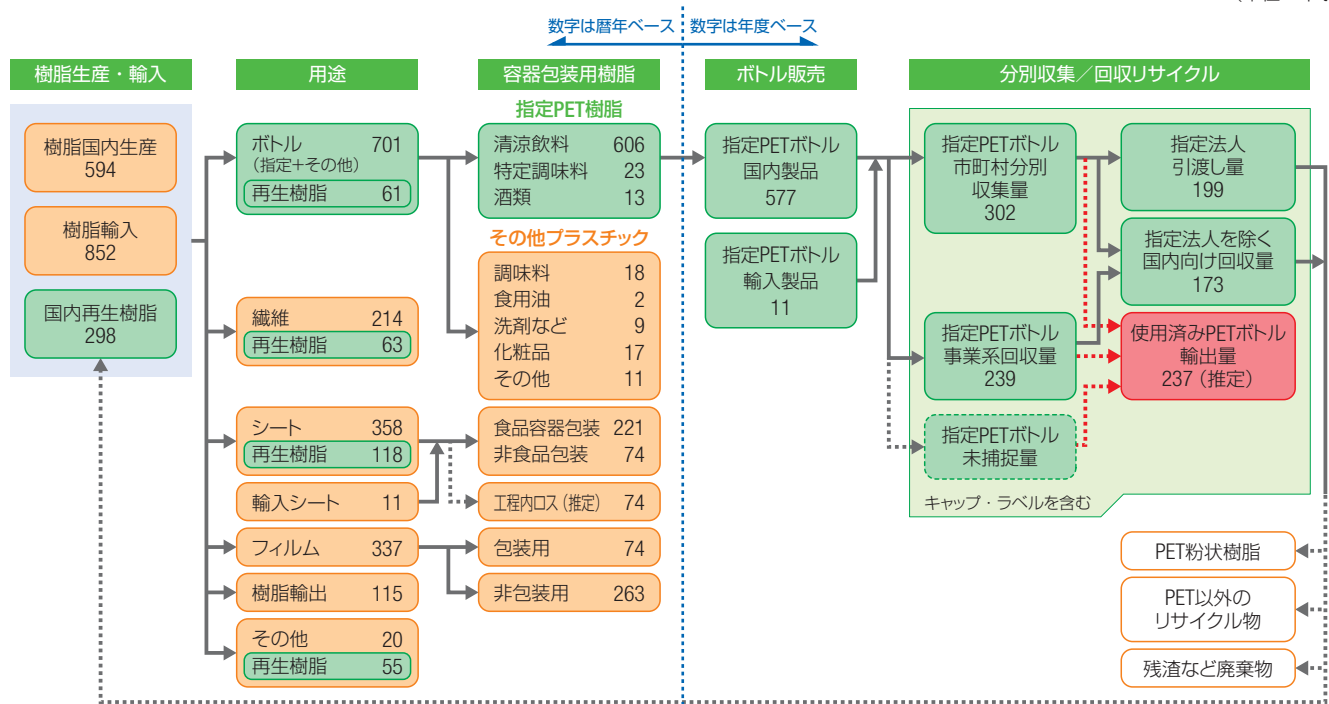 数字は暦年ベース
数字は年度ベース
樹脂生産・輸入
用途
容器包装用樹脂
ボトル販売
分別収集/回収リサイクル
樹脂国内生産
594
樹脂輸入
852
国内再生樹脂
298
ボトル 701
(指定+その他)
再生樹脂 61
繊維 214
再生樹脂 63
シート 358
再生樹脂 118
輸入シート 11
フィルム 337
樹脂輸出 115
その他 20
再生樹脂 55
指定PET樹脂
清涼飲料 606
特定調味料 23
酒類 13
その他プラスチック
調味料 18
食用油 2
洗剤など 9
化粧品 17
その他 11
食品容器包装 221
非食品包装 74
工程内ロス(推定) 74
包装用 74
非包装用 263
指定PETボトル
国内製品
577
指定PETボトル
輸入製品
11
指定PETボトル
市町村分別
収集量
302
指定PETボトル
事業系回収量
239
指定PETボトル
未捕捉量
キャップ・ラベルを含む
指定法人
引渡し量
199
指定法人を除く
国内向け回収量
173
使用済みPETボトル
輸出量
237(推定)
PET粉状樹脂
PET以外の
リサイクル物
残渣など廃棄物